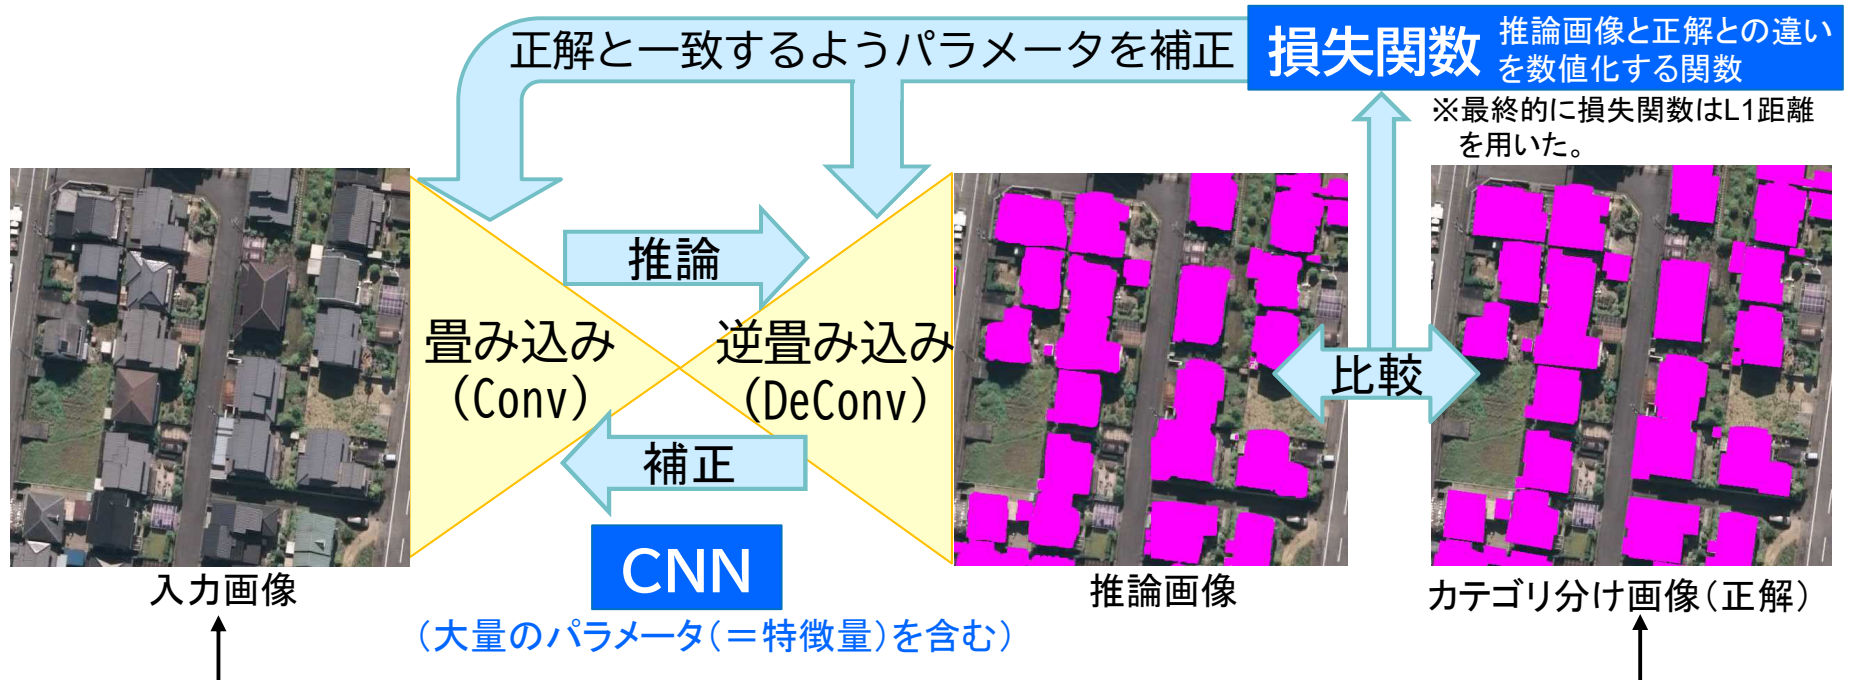 正解と一致するようパラメータを補正
損失関数
推論画像と正解との違い
を数値化する関数
※最終的に損失関数はL1距離
を用いた。
推論
畳み込み
(Conv)
逆畳み込み
(DeConv)
比較
補正
CNN
(大量のパラメータ(=特徴量)を含む)
入力画像
推論画像
カテゴリ分け画像(正解)